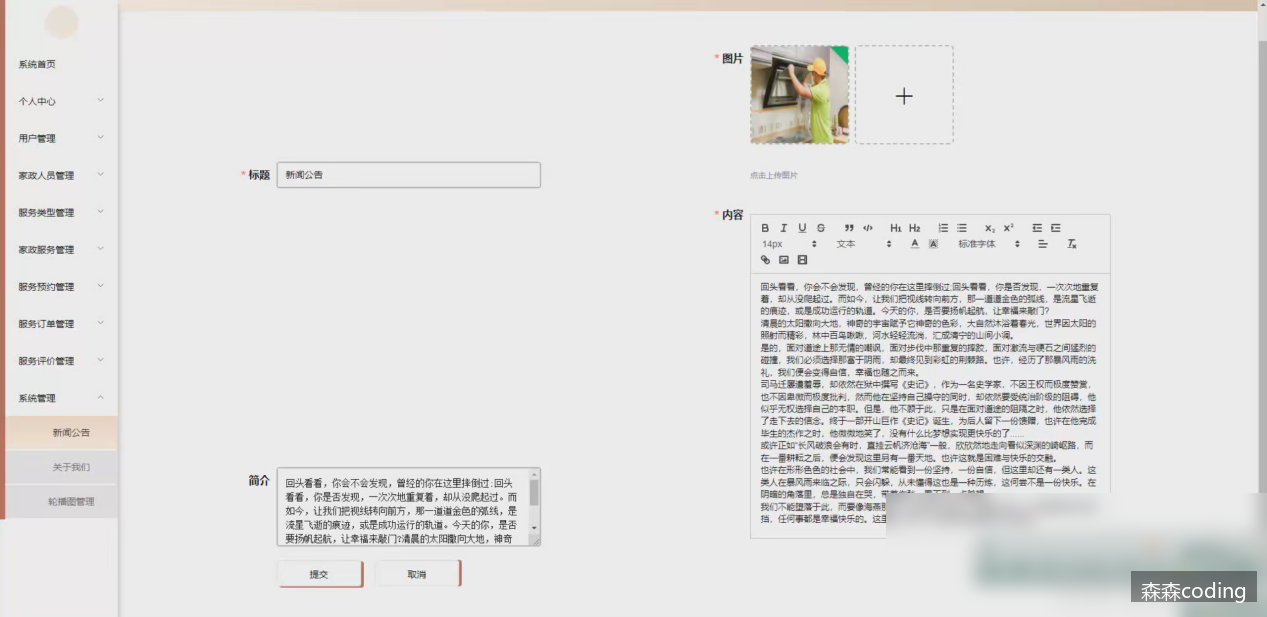 系统首页
个人中心
用户管理
家政人员管理
服务类型管理
家政服务管理
服务预约管理
服务订单管理
服务评价管理
系统管理
新闻公告
关于我们
轮播图管理
* 标题 新闻公告
* 图片
点击上传图片
* 内容
B I U S ” </> H1 H2 X2 X2
14px 文本 A A 标准字体
回头看看，你会不会发现，曾经的你在这里摔倒过;回头看看，你是否发现，一次次地重复
着，却从没爬起过。而如今，让我们把视线转向前方，那一道道金色的弧线，是流星飞逝
的痕迹，或是成功运行的轨道。今天的你，是否要扬帆起航，让幸福来敲门?
清晨的太阳撒向大地，神奇的宇宙赋予它神奇的色彩，大自然沐浴着春光，世界因太阳的
照射而精彩，林中百鸟啾啾，河水轻轻流淌，汇成清宁的山间小调。
是的，面对道途上那无情的嘲讽，面对步伐中那重复的摔跤，面对激流与硬石之间猛烈的
碰撞，我们必须选择那富于阴雨，却最终见到彩虹的荆棘路。也许，经历了那暴风雨的洗
礼，我们便会变得自信，幸福也随之而来。
司马迁屡遭羞辱，却依然在狱中撰写《史记》，作为一名史学家，不因王权而极度赞赏，
也不因卑微而极度批判，然而他在坚持自己操守的同时，却依然要受统治阶级的阻碍，他
似乎无权选择自己的本职。但是，他不顾于此，只是在面对道途的阻隔之时，他依然选择
了走下去的信念。终于一部开山巨作《史记》诞生，为后人留下一份馈赠，也许在他完成
毕生的杰作之时，他微微地笑了，没有什么比梦想实现更快乐的了……
或许正如“长风破浪会有时，直挂云帆济沧海”一般，欣欣然地走向看似深渊的崎岖路，而
在一番耕耘之后，便会发现这里另有一番天地。也许这就是困难与快乐的交融。
也许在形形色色的社会中，我们常能看到一份坚持，一份自信，但这里却还有一类人。这
类人在暴风雨来临之际，只会闪躲，从未懂得这也是一种历练，这何尝不是一份快乐。在
阴暗的角落里，总是独自在哭，
我们不能堕落于此，而要像海燕
挡，任何事都是幸福快乐的。这里
简介
回头看看，你会不会发现，曾经的你在这里摔倒过;回头
看看，你是否发现，一次次地重复着，却从没爬起过。而
如今，让我们把视线转向前方，那一道道金色的弧线，是
流星飞逝的痕迹，或是成功运行的轨道。今天的你，是否
要扬帆起航，让幸福来敲门?清晨的太阳撒向大地，神奇
提交 取消
森森coding